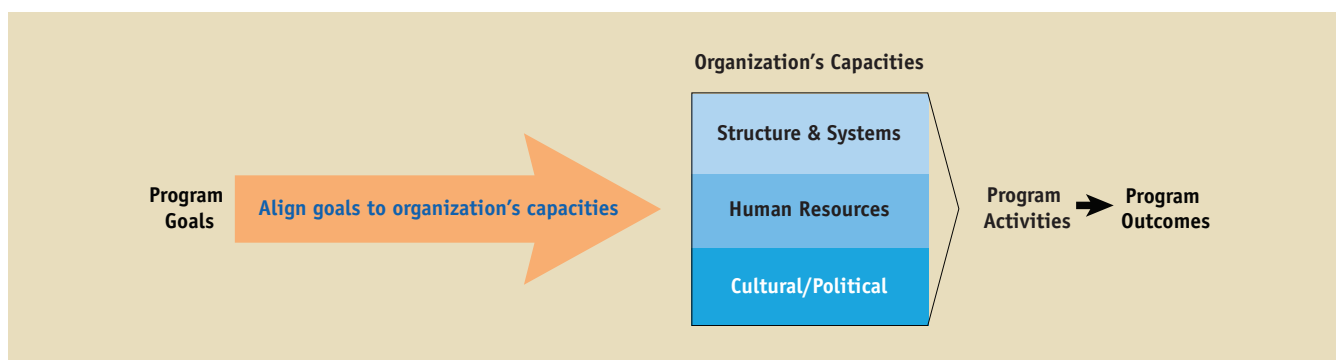 Organization's Capacities
Program
Goals
Align goals to organization's capacities
Structure & Systems
Human Resources
Cultural/Political
Program
Activities
Program
Outcomes